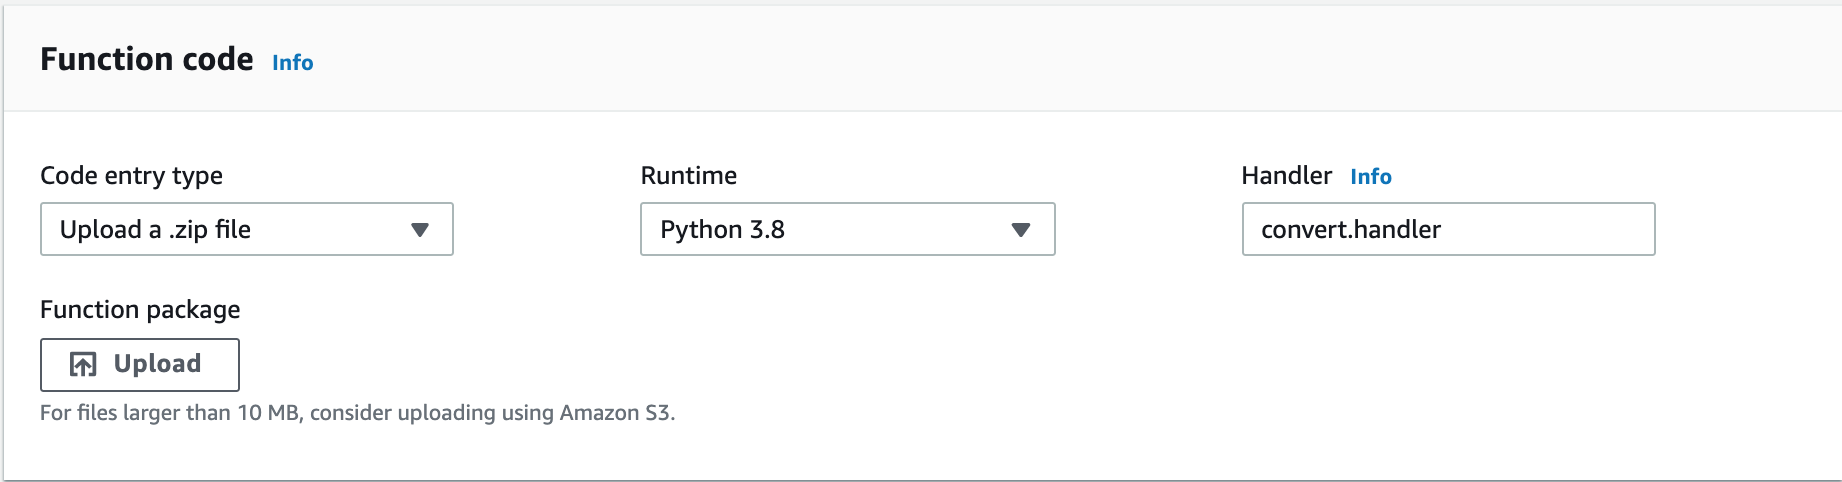 Function code Info
Code entry type
Upload a .zip file
Runtime
Python 3.8
Handler Info
convert.handler
Function package
Upload
For files larger than 10 MB, consider uploading using Amazon S3.